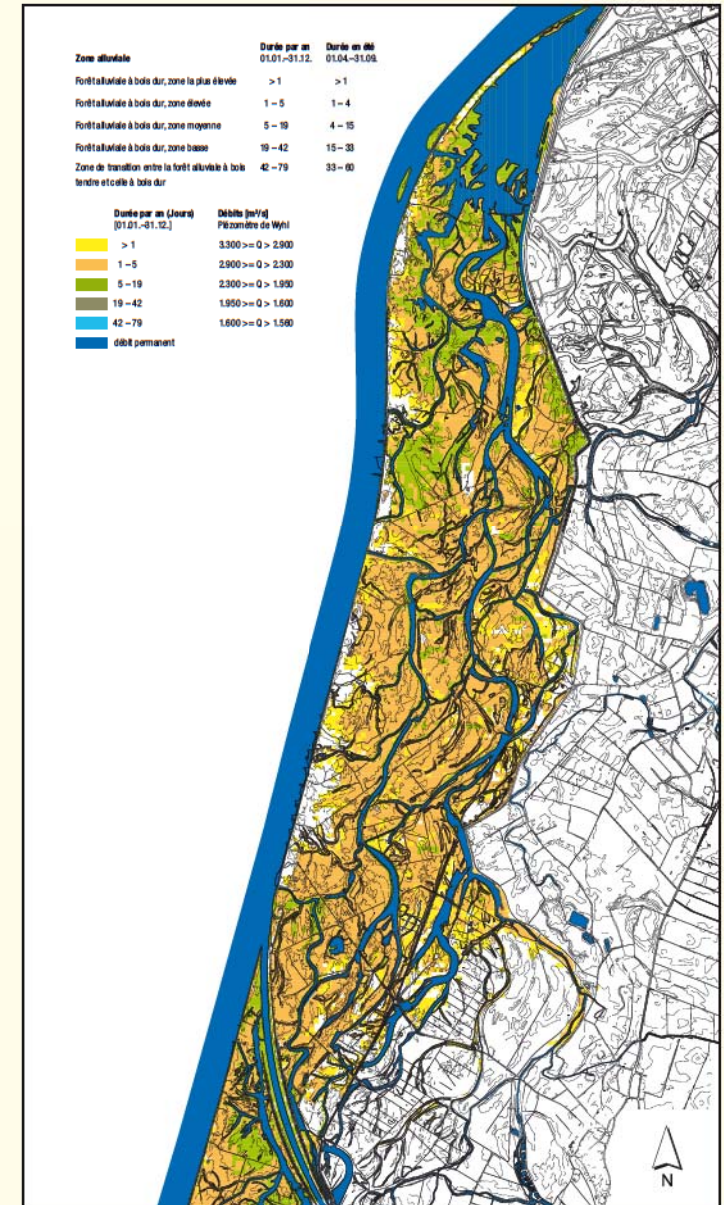 Zone alluviale Durée par an Durée en été
01.01.–31.12. 01.04.–31.09.
Forêt alluviale à bois dur, zone la plus élevée > 1 > 1
Forêt alluviale à bois dur, zone élevée 1 – 5 1 – 4
Forêt alluviale à bois dur, zone moyenne 5 – 19 4 – 15
Forêt alluviale à bois dur, zone basse 19 – 42 15 – 33
Zone de transition entre la forêt alluviale à bois 42 – 79 33 – 60
tendre et celle à bois dur
Durée par an (Jours) Débits [m³/s]
[01.01.–31.12.] Piézomètre de Wyhl
> 1 3.300 >= Q > 2.900
1 – 5 2.900 >= Q > 2.300
5 – 19 2.300 >= Q > 1.950
19 – 42 1.950 >= Q > 1.600
42 – 79 1.600 >= Q > 1.560
débit permanent
N